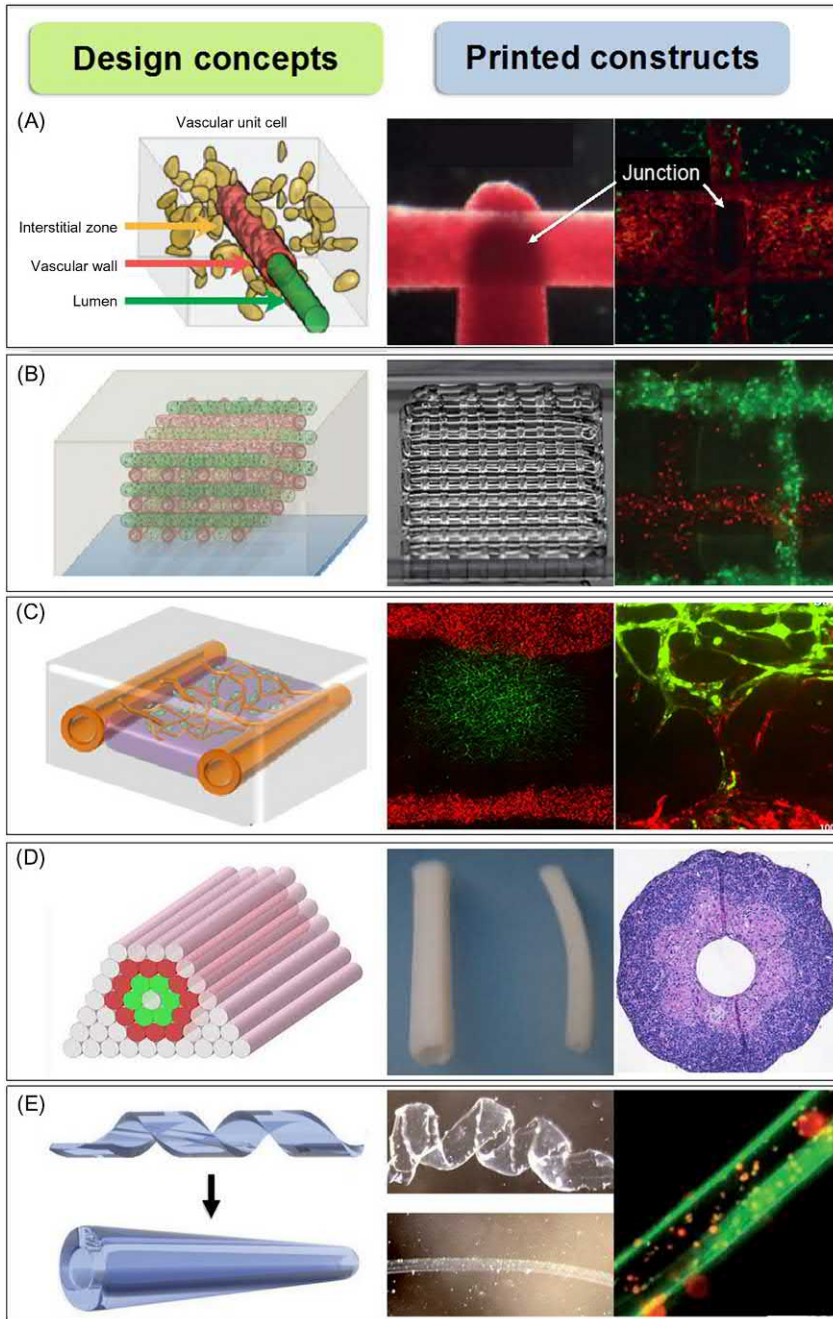 Design concepts
Printed constructs
(A)
Vascular unit cell
Interstitial zone
Vascular wall
Lumen
Junction
(B)
(C)
(D)
(E)